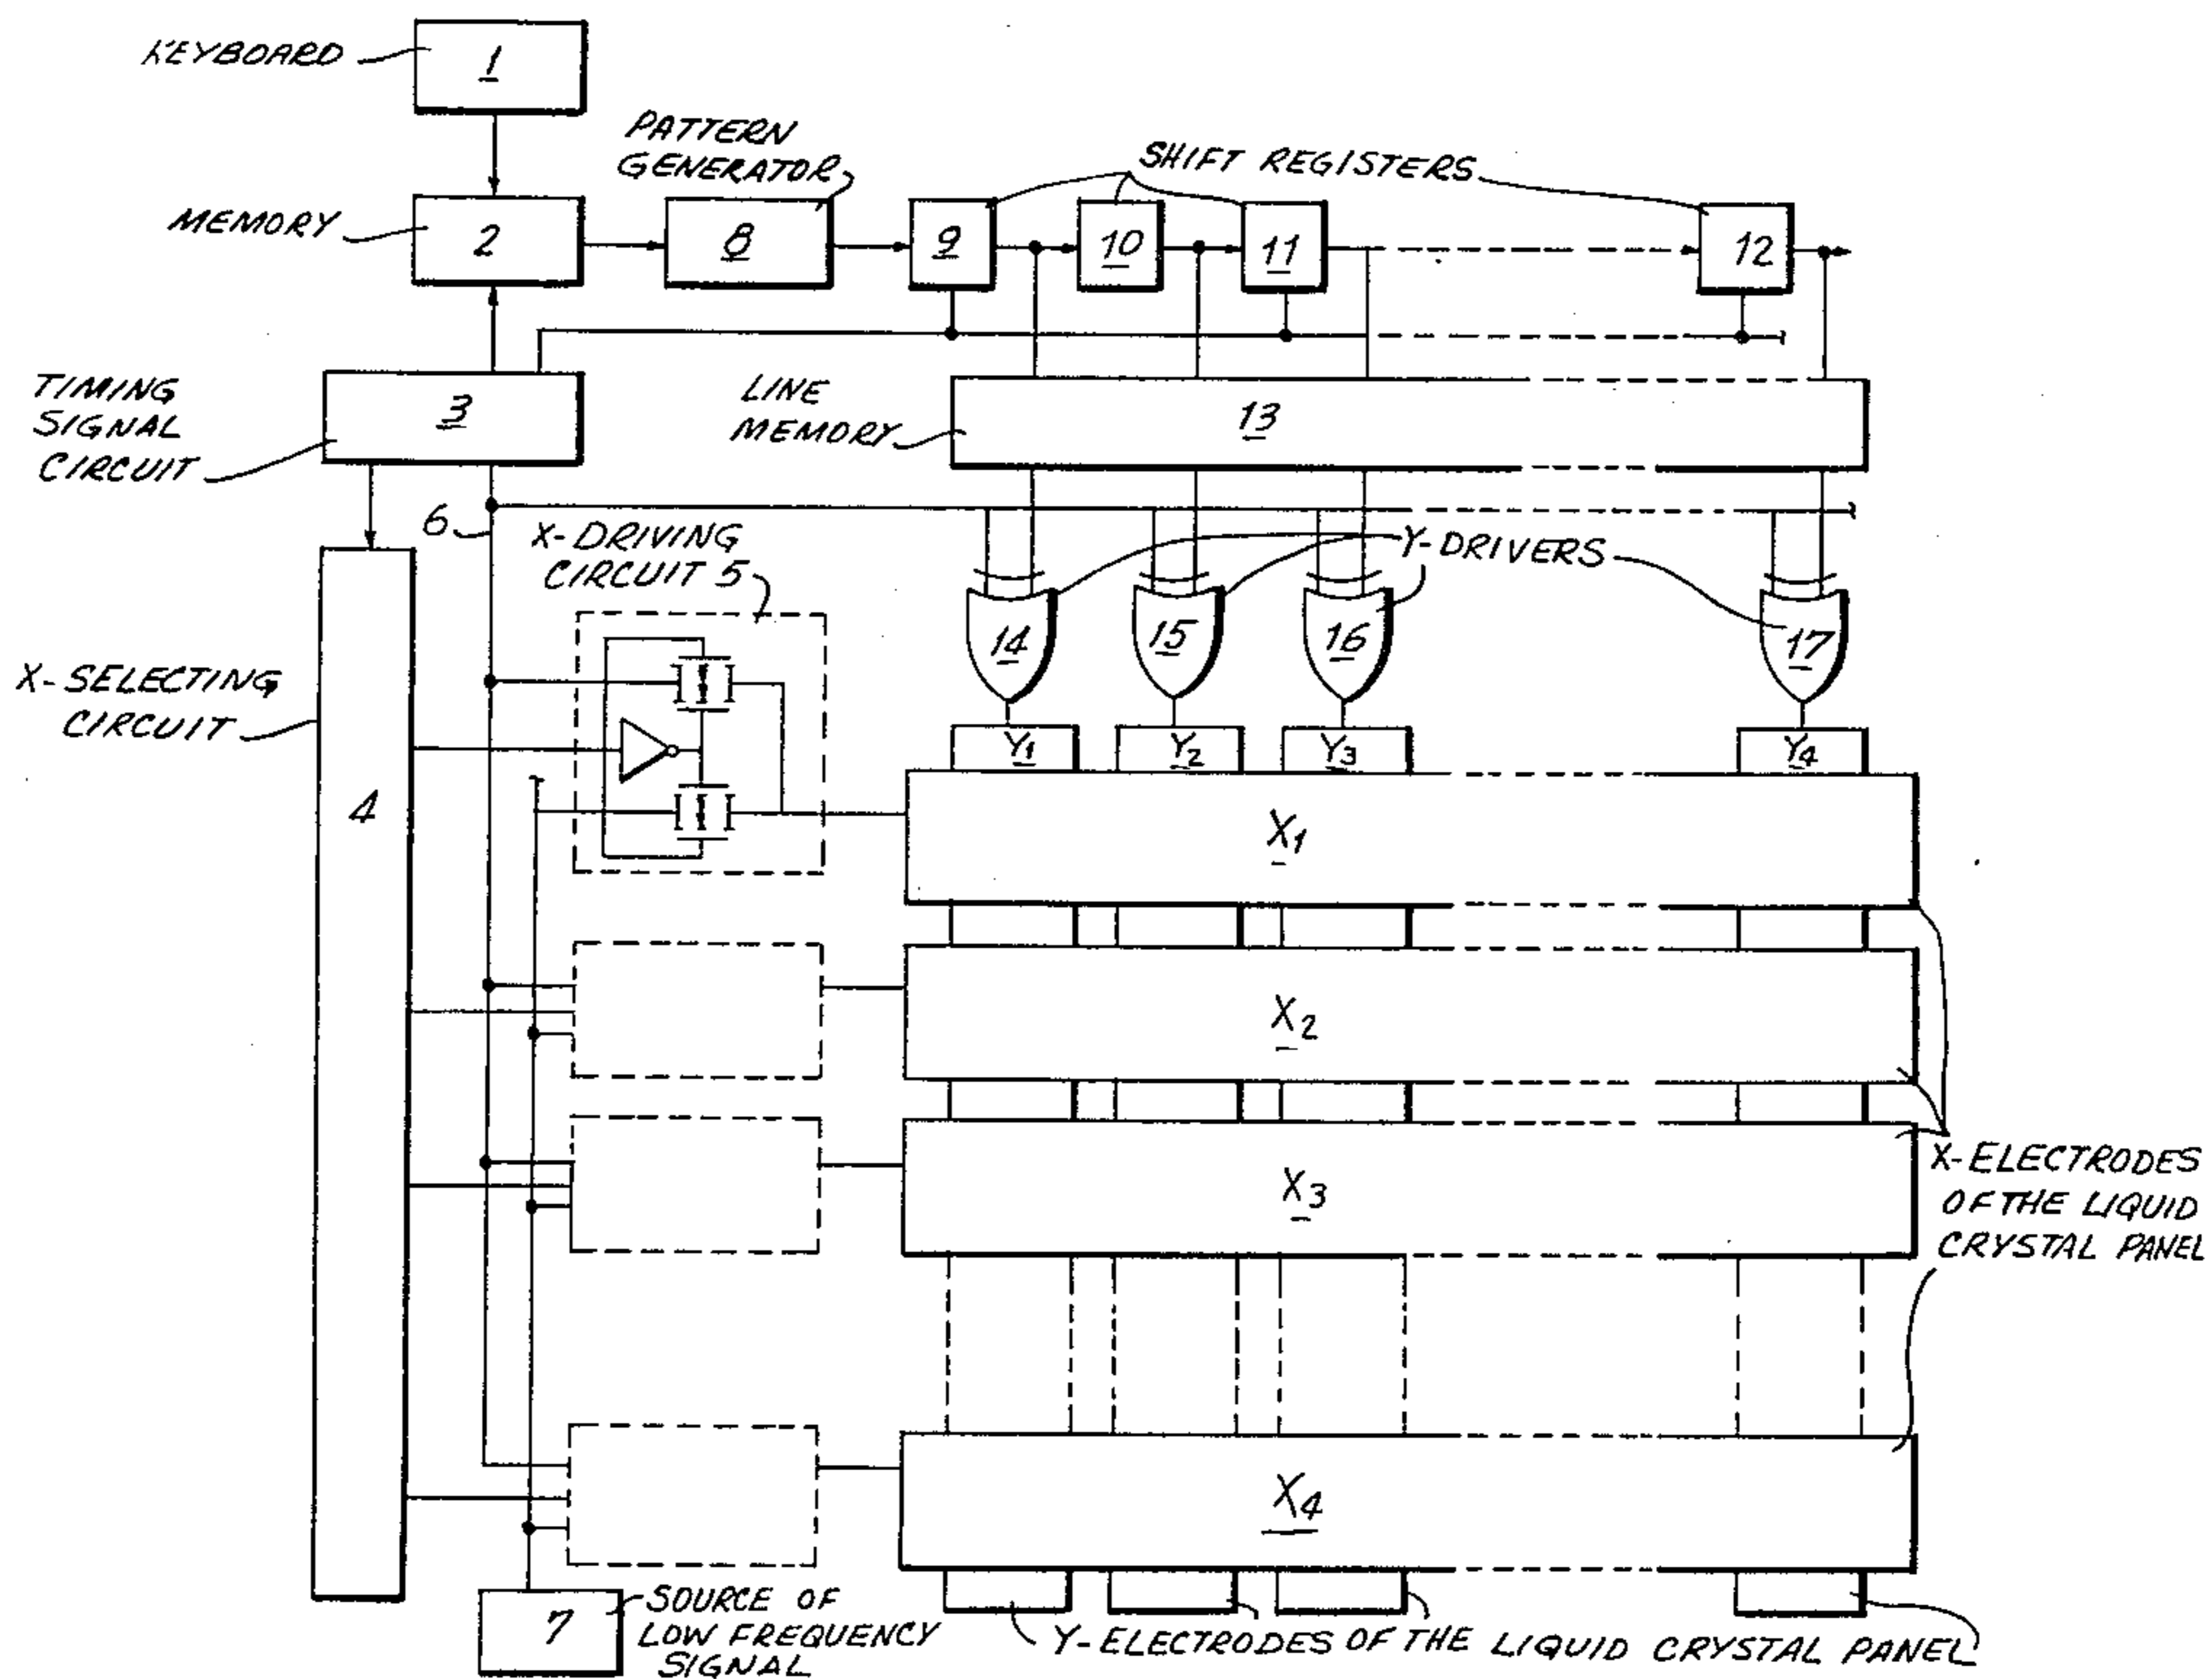 KEYBOARD
1
PATTERN
GENERATOR
SHIFT REGISTERS
MEMORY
2
8
9
10
11
12
TIMING
SIGNAL
CIRCUIT
3
LINE
MEMORY
13
6
X-DRIVING
CIRCUIT 5
Y-DRIVERS
14
15
16
17
X-SELECTING
CIRCUIT
4
Y1
Y2
Y3
Y4
X1
X2
X3
X-ELECTRODES
OF THE LIQUID
CRYSTAL PANEL
X4
7
SOURCE OF
LOW FREQUENCY
SIGNAL
Y-ELECTRODES OF THE LIQUID CRYSTAL PANEL